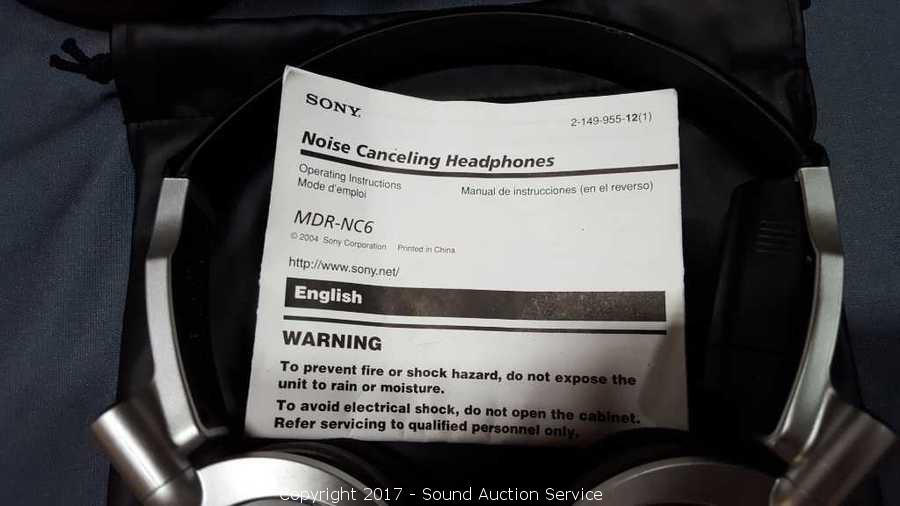 SONY
2-149-955-12(1)
Noise Canceling Headphones
Operating Instructions
Mode d'emploi
Manual de instrucciones (en el reverso)
MDR-NC6
© 2004 Sony Corporation Printed in China
http://www.sony.net/
English
WARNING
To prevent fire or shock hazard, do not expose the
unit to rain or moisture.
To avoid electrical shock, do not open the cabinet.
Refer servicing to qualified personnel only.
Copyright 2017 - Sound Auction Service